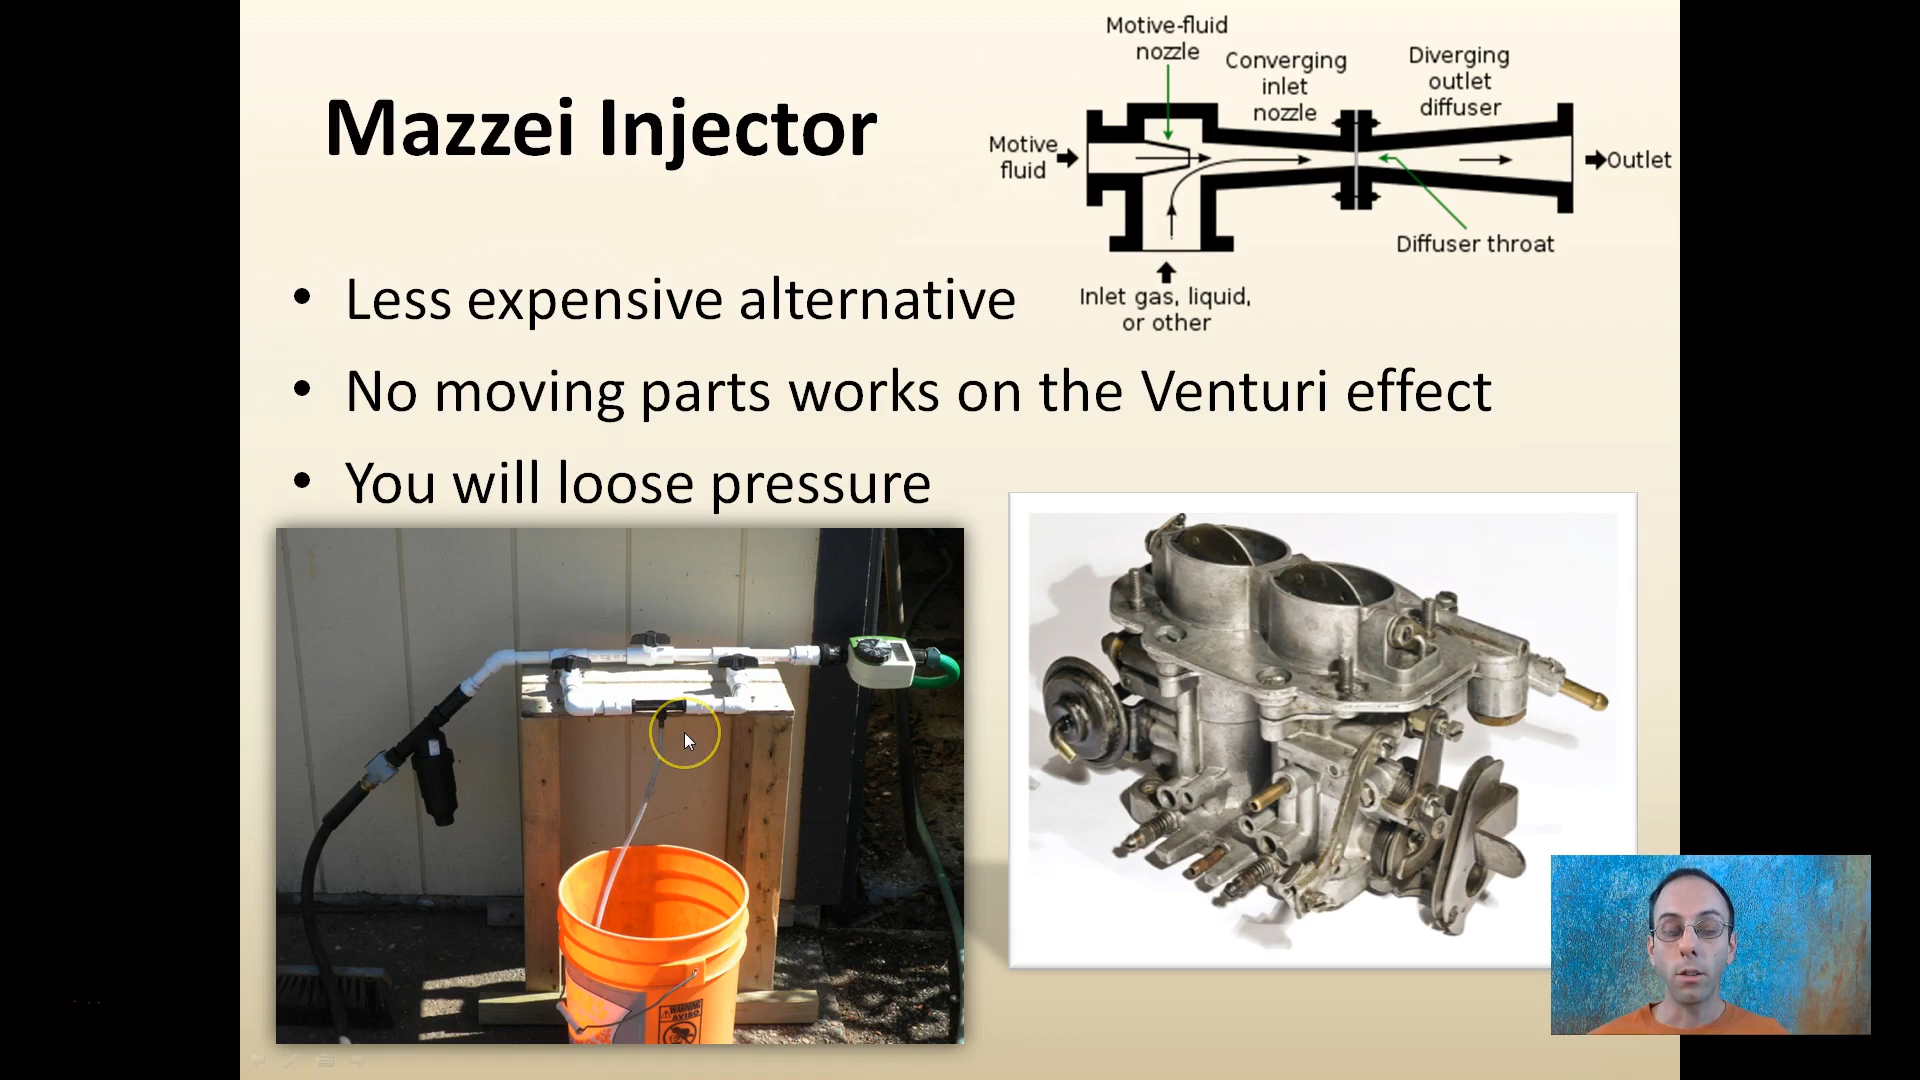 Mazzei Injector
Motive-fluid
nozzle
Converging
inlet
nozzle
Diverging
outlet
diffuser
Motive
fluid
Outlet
Diffuser throat
Inlet gas, liquid,
or other
• Less expensive alternative
• No moving parts works on the Venturi effect
• You will loose pressure
WARNING
AVISO